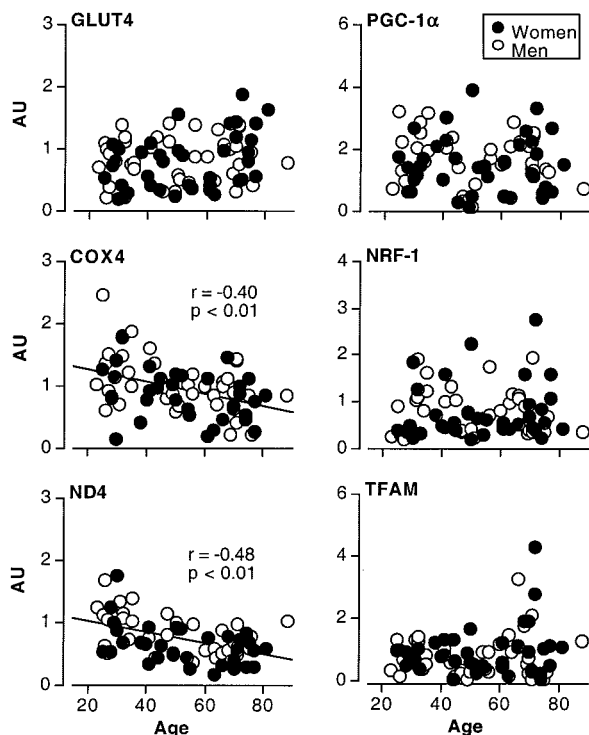 GLUT4
3
2
1
0
AU
PGC-1α
6
4
2
0
Women
Men
COX4
3
2
1
0
AU
r = -0.40
p < 0.01
NRF-1
4
3
2
1
0
ND4
3
2
1
0
AU
r = -0.48
p < 0.01
20 40 60 80
Age
TFAM
6
4
2
0
20 40 60 80
Age